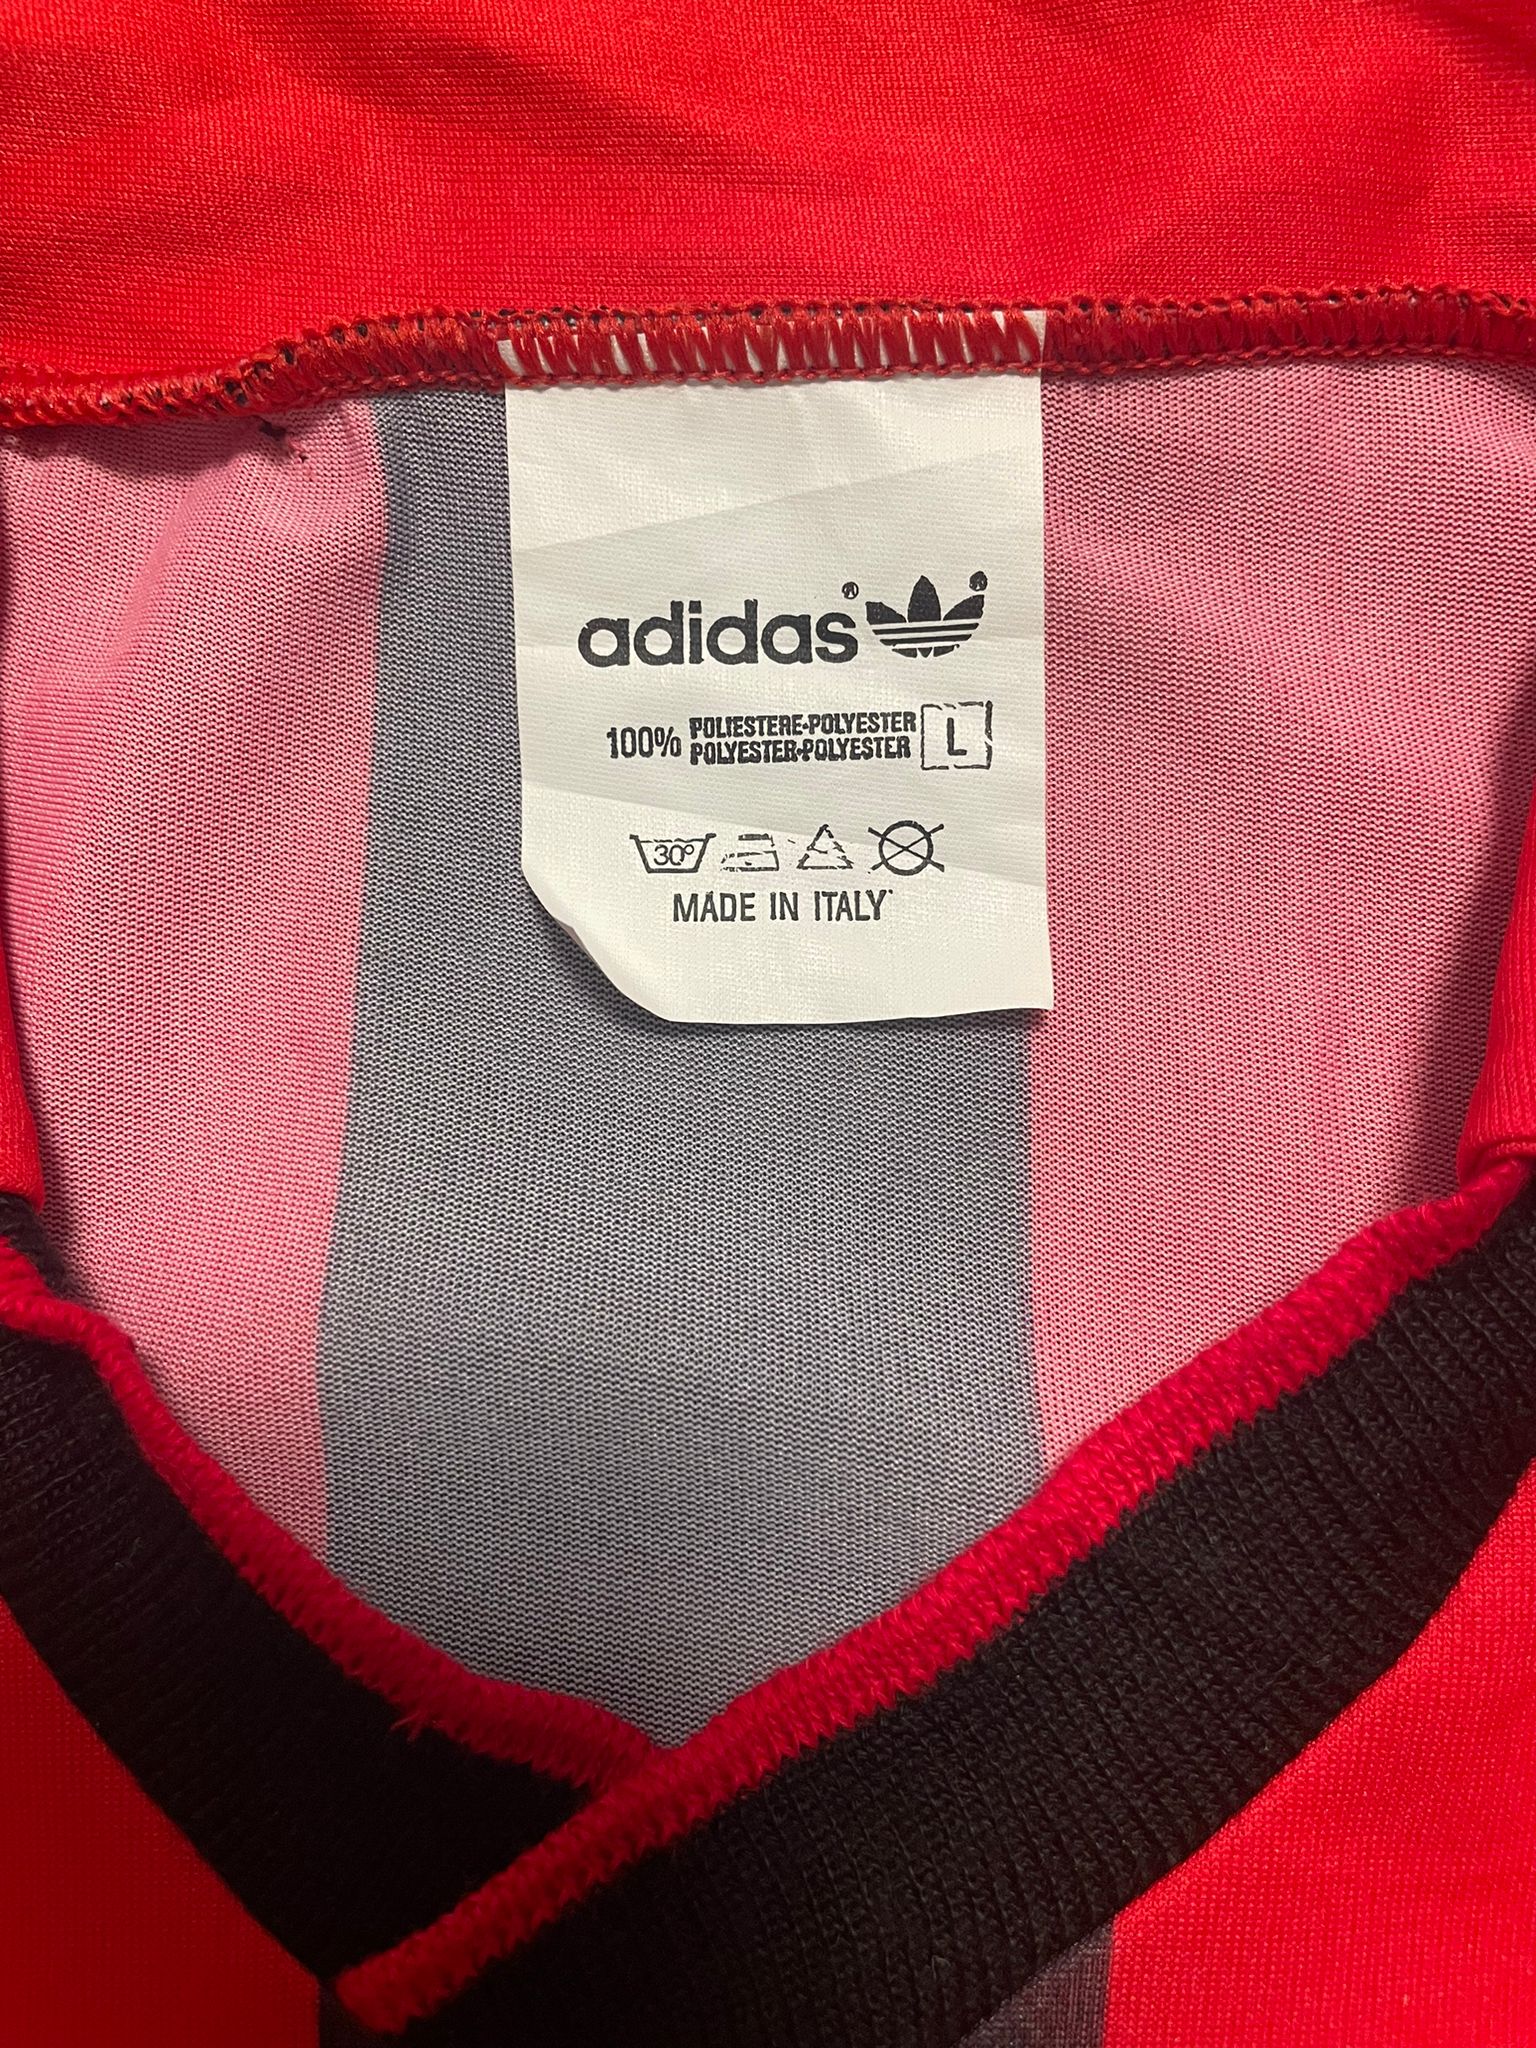 adidas®®
100% POLIESTERE-POLYESTER
POLYESTER-POLYESTER L
30°
MADE IN ITALY